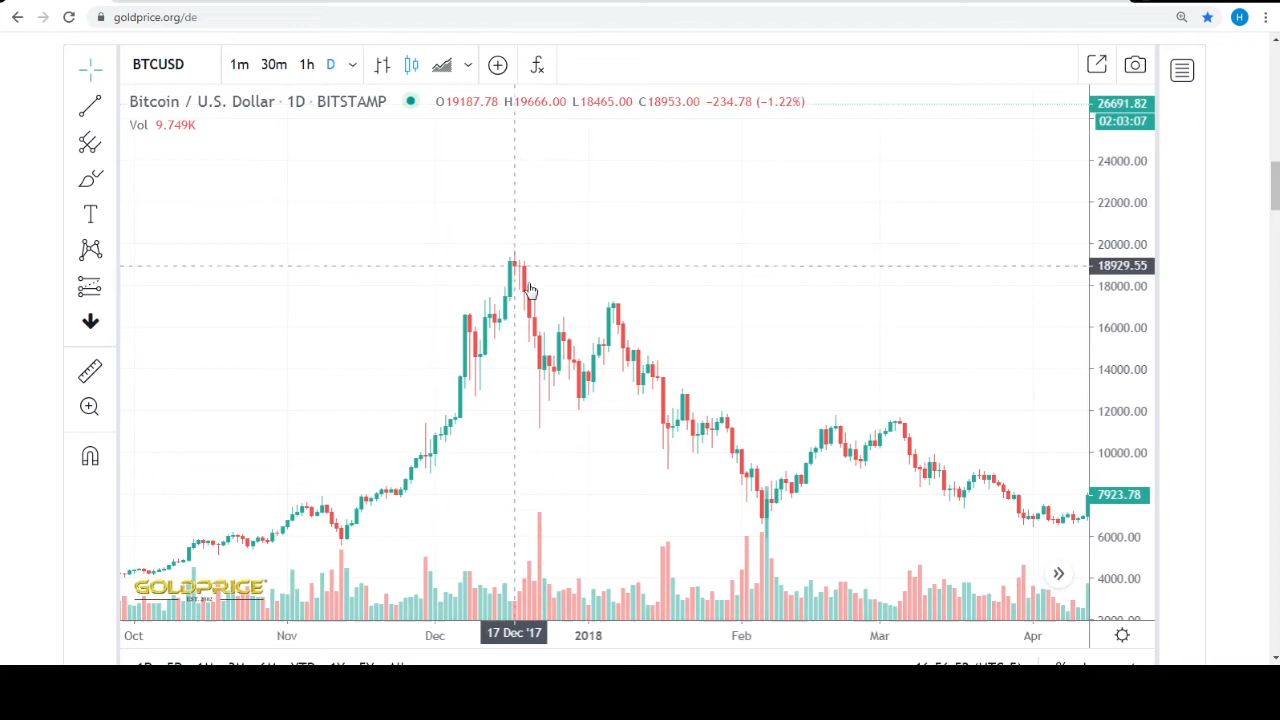 goldprice.org/de
H
BTCUSD 1m 30m 1h D
Bitcoin / U.S. Dollar · 1D · BITSTAMP O19187.78 H19666.00 L18465.00 C18953.00 −234.78 (−1.22%)
Vol 9.749K
26691.82
02:03:07
24000.00
22000.00
20000.00
18929.55
18000.00
16000.00
14000.00
12000.00
10000.00
7923.78
6000.00
4000.00
GOLDPRICE®
EST. 2002
Oct Nov Dec 17 Dec '17 2018 Feb Mar Apr